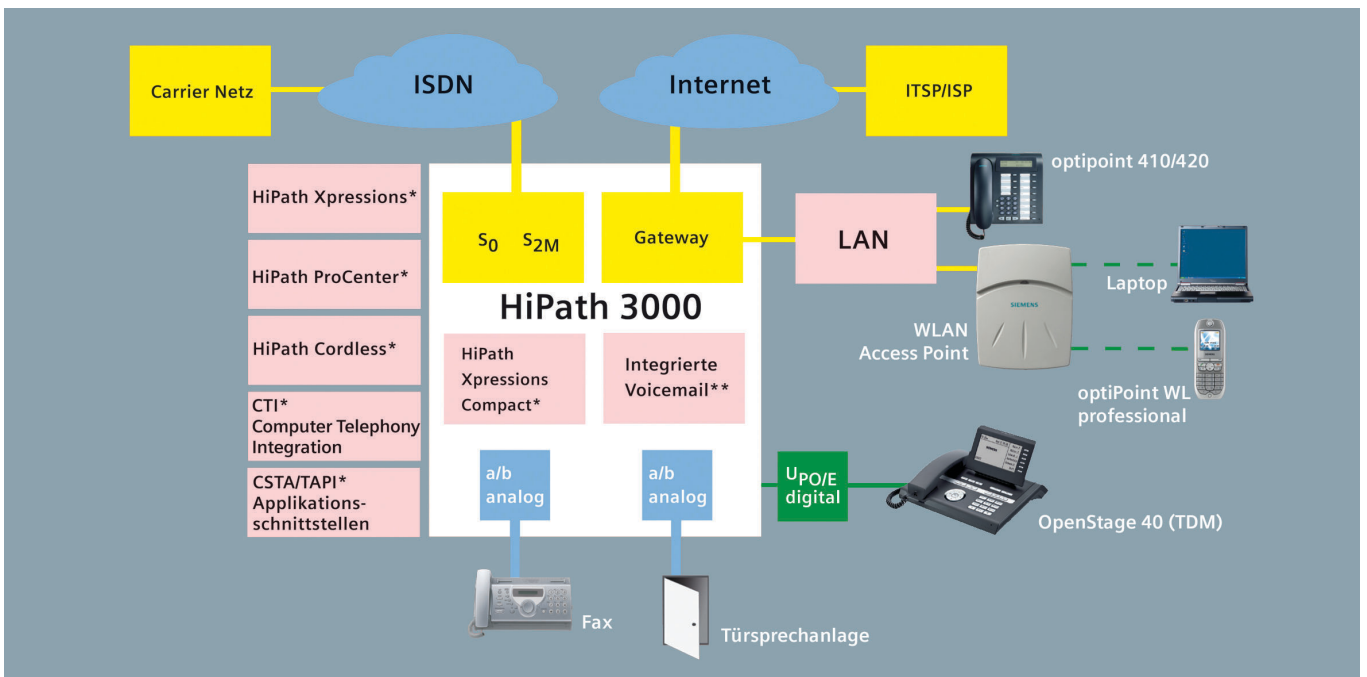 Carrier Netz
ISDN
Internet
ITSP/ISP
HiPath Xpressions*
HiPath ProCenter*
HiPath Cordless*
CTI*
Computer Telephony
Integration
CSTA/TAPI*
Applikations-
schnittstellen
S0 S2M
Gateway
HiPath 3000
HiPath
Xpressions
Compact*
Integrierte
Voicemail**
a/b
analog
a/b
analog
Fax
Türsprechanlage
LAN
optipoint 410/420
SIEMENS
WLAN
Access Point
Laptop
optiPoint WL
professional
UPO/E
digital
OpenStage 40 (TDM)